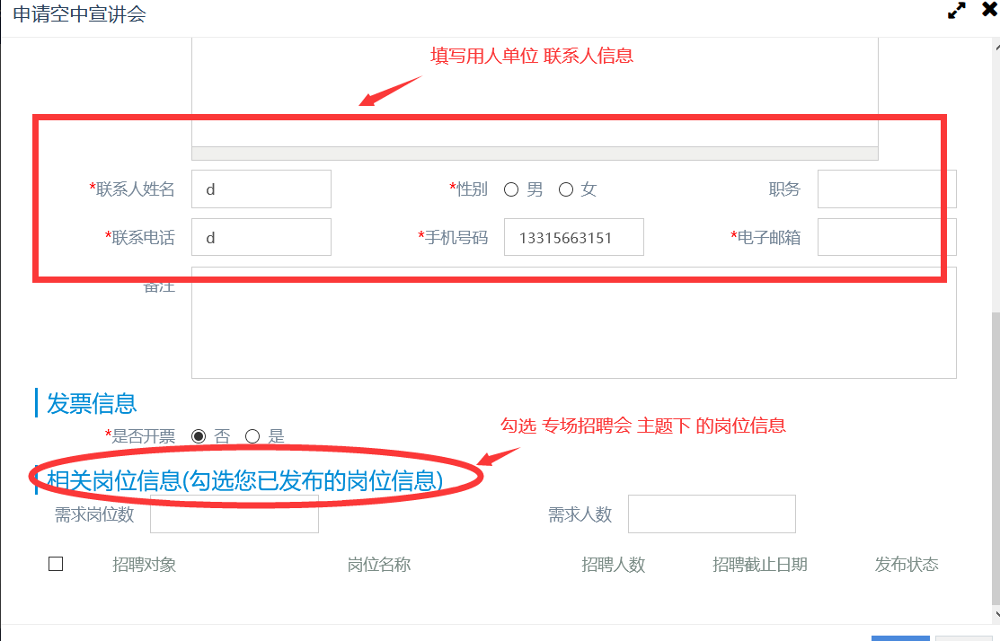 申请空中宣讲会
填写用人单位 联系人信息
*联系人姓名 d *性别 男 女 职务
*联系电话 d *手机号码 13315663151 *电子邮箱
备注
发票信息
*是否开票 否 是
勾选 专场招聘会 主题下 的岗位信息
相关岗位信息(勾选您已发布的岗位信息)
需求岗位数 需求人数
招聘对象 岗位名称 招聘人数 招聘截止日期 发布状态